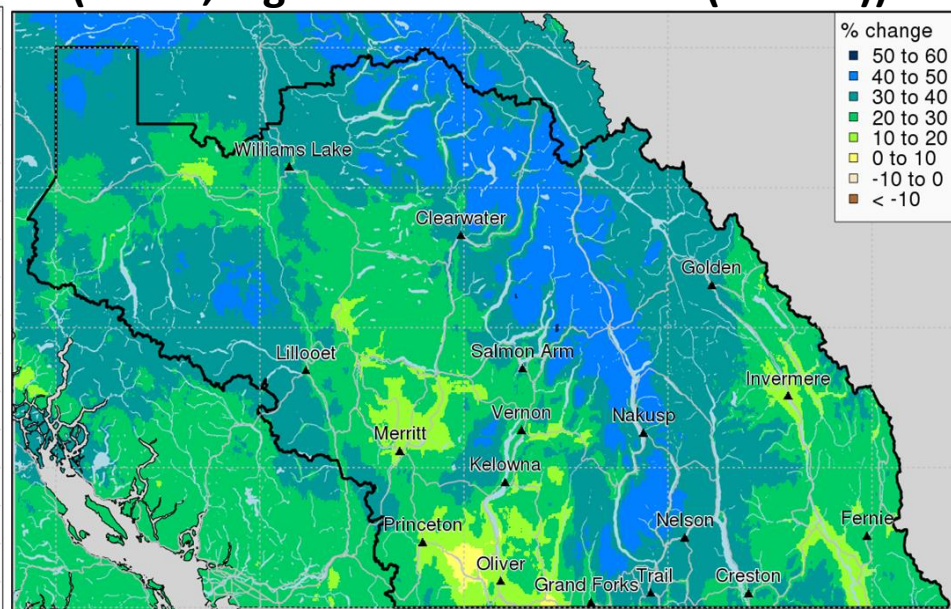 % change
50 to 60
40 to 50
30 to 40
20 to 30
10 to 20
0 to 10
-10 to 0
< -10
Williams Lake
Clearwater
Golden
Lillooet
Salmon Arm
Invermere
Vernon
Nakusp
Merritt
Kelowna
Princeton
Nelson
Fernie
Oliver
Grand Forks
Trail
Creston